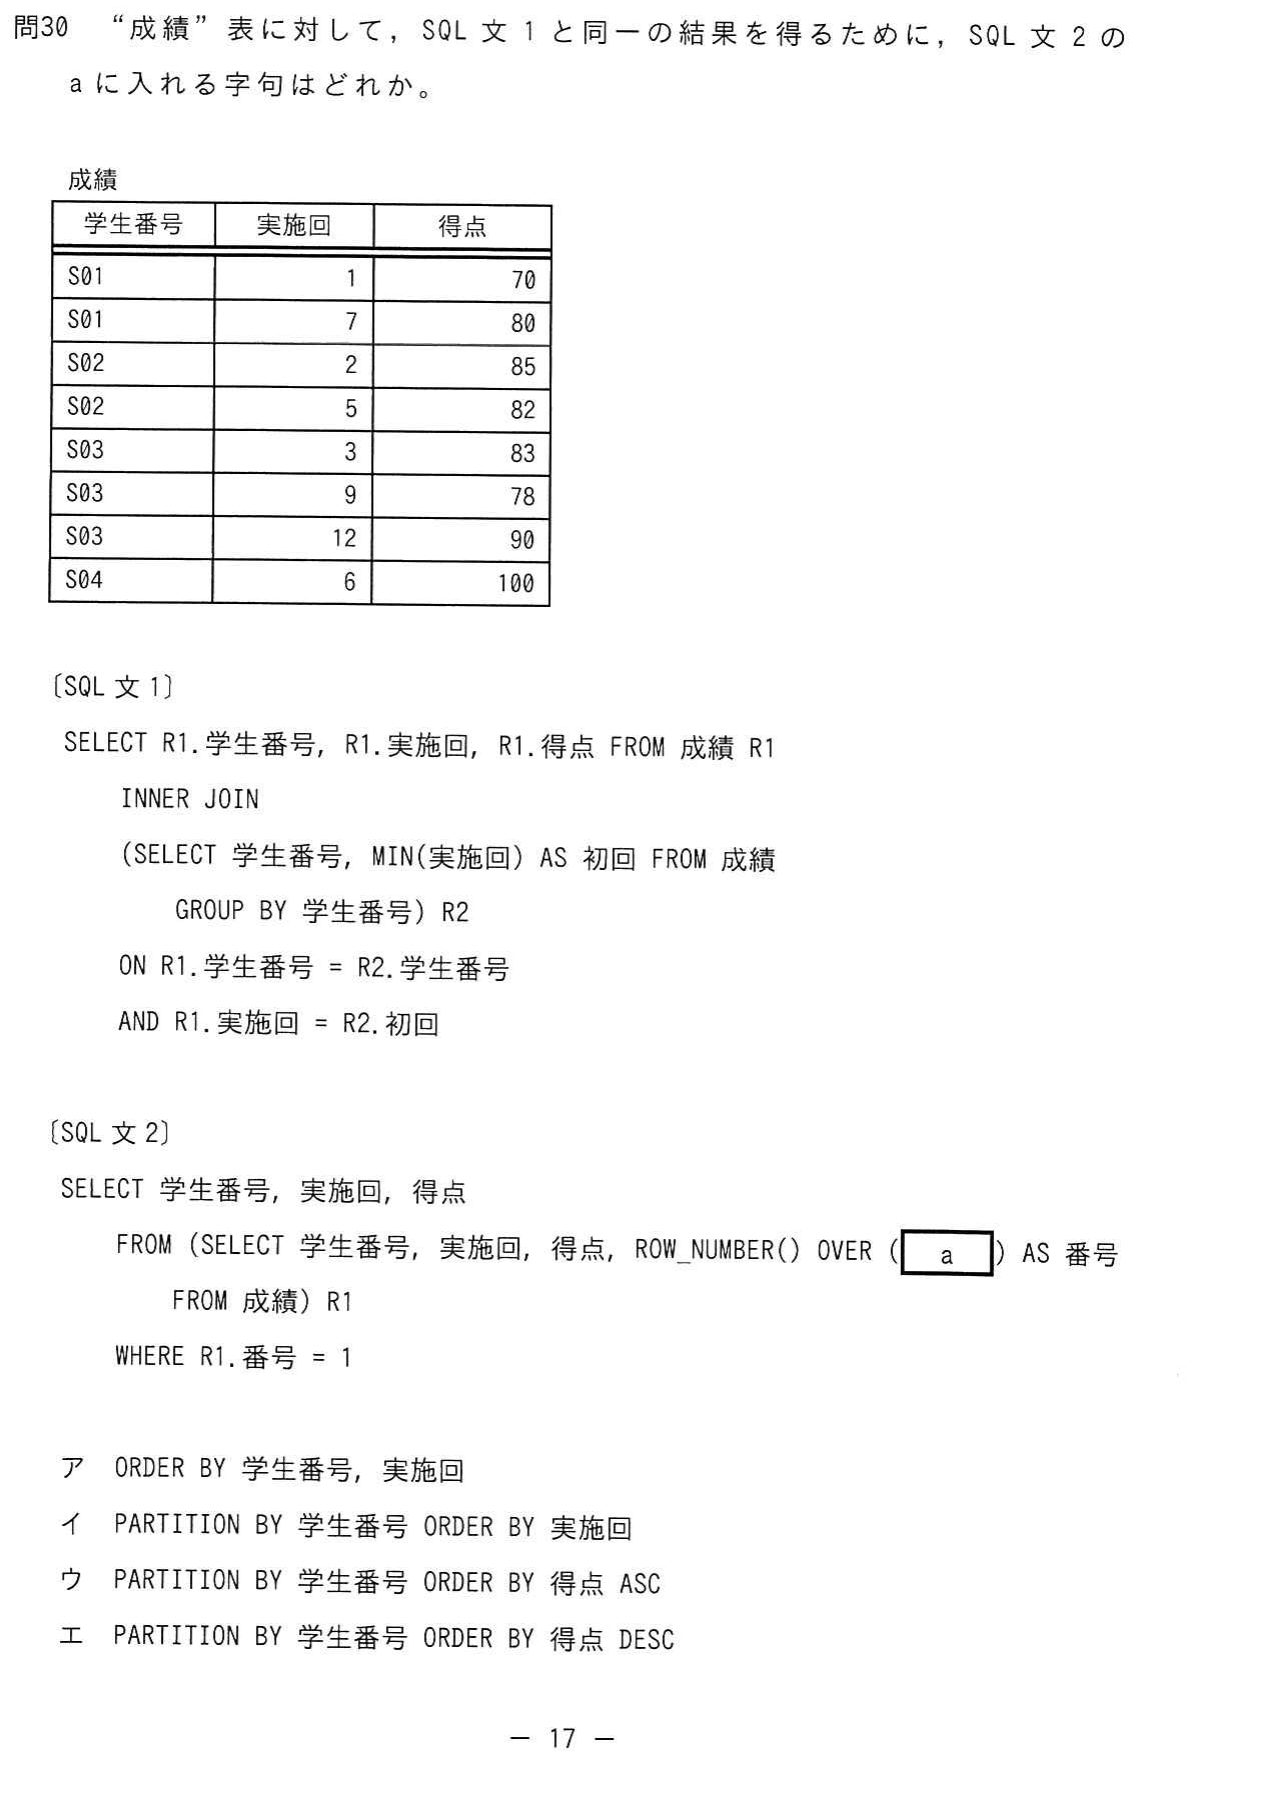 問30 “成績”表に対して，SQL 文 1 と同一の結果を得るために，SQL 文 2 の
a に入れる字句はどれか。
成績
学生番号 実施回 得点
S01 1 70
S01 7 80
S02 2 85
S02 5 82
S03 3 83
S03 9 78
S03 12 90
S04 6 100
〔SQL 文 1〕
SELECT R1.学生番号, R1.実施回, R1.得点 FROM 成績 R1
INNER JOIN
(SELECT 学生番号, MIN(実施回) AS 初回 FROM 成績
GROUP BY 学生番号) R2
ON R1.学生番号 = R2.学生番号
AND R1.実施回 = R2.初回
〔SQL 文 2〕
SELECT 学生番号, 実施回, 得点
FROM (SELECT 学生番号, 実施回, 得点, ROW_NUMBER() OVER ( a ) AS 番号
FROM 成績) R1
WHERE R1.番号 = 1
ア ORDER BY 学生番号, 実施回
イ PARTITION BY 学生番号 ORDER BY 実施回
ウ PARTITION BY 学生番号 ORDER BY 得点 ASC
エ PARTITION BY 学生番号 ORDER BY 得点 DESC
― 17 ―